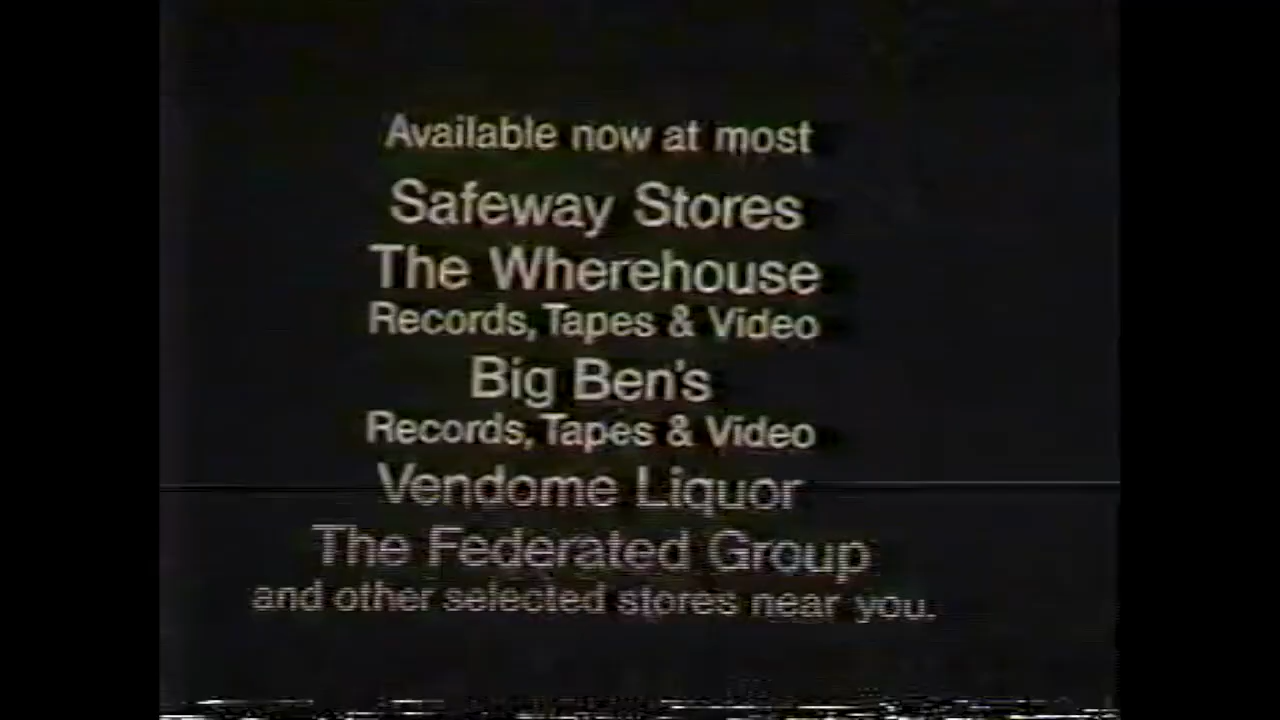 Available now at most
Safeway Stores
The Wherehouse
Records, Tapes & Video
Big Ben's
Records, Tapes & Video
Vendome Liquor
The Federated Group
and other selected stores near you.